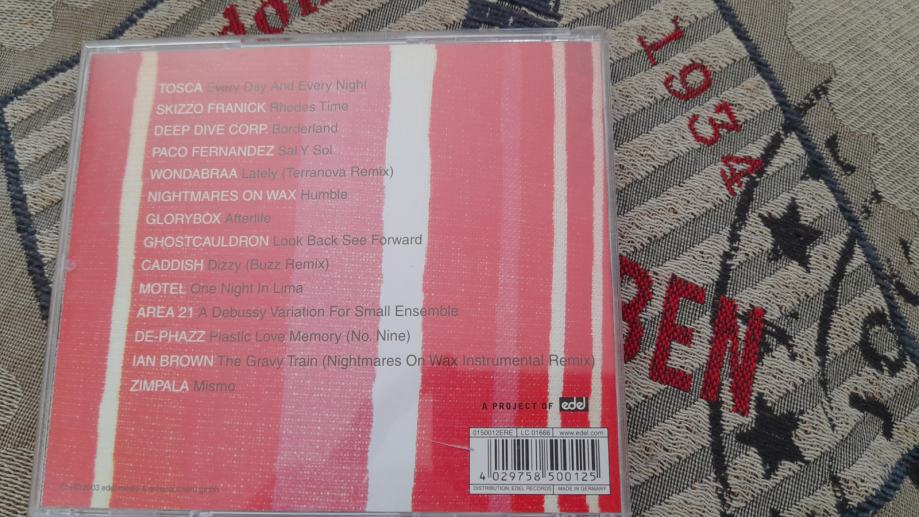 TOSCA Every Day And Every Night
SKIZZO FRANICK Rhodes Time
DEEP DIVE CORP. Borderland
PACO FERNANDEZ Sal Y Sol
WONDABRAA Lately (Terranova Remix)
NIGHTMARES ON WAX Humble
GLORYBOX Afterlife
GHOSTCAULDRON Look Back See Forward
CADDISH Dizzy (Buzz Remix)
MOTEL One Night In Lima
AREA 21 A Debussy Variation For Small Ensemble
DE-PHAZZ Plastic Love Memory (No. Nine)
IAN BROWN The Gravy Train (Nightmares On Wax Instrumental Remix)
ZIMPALA Mismo
A PROJECT OF edel
0150012ERE LC 01666 www.edel.com
4 029758 500125
DISTRIBUTION: EDEL RECORDS MADE IN GERMANY
2003 edel
1934
BEN